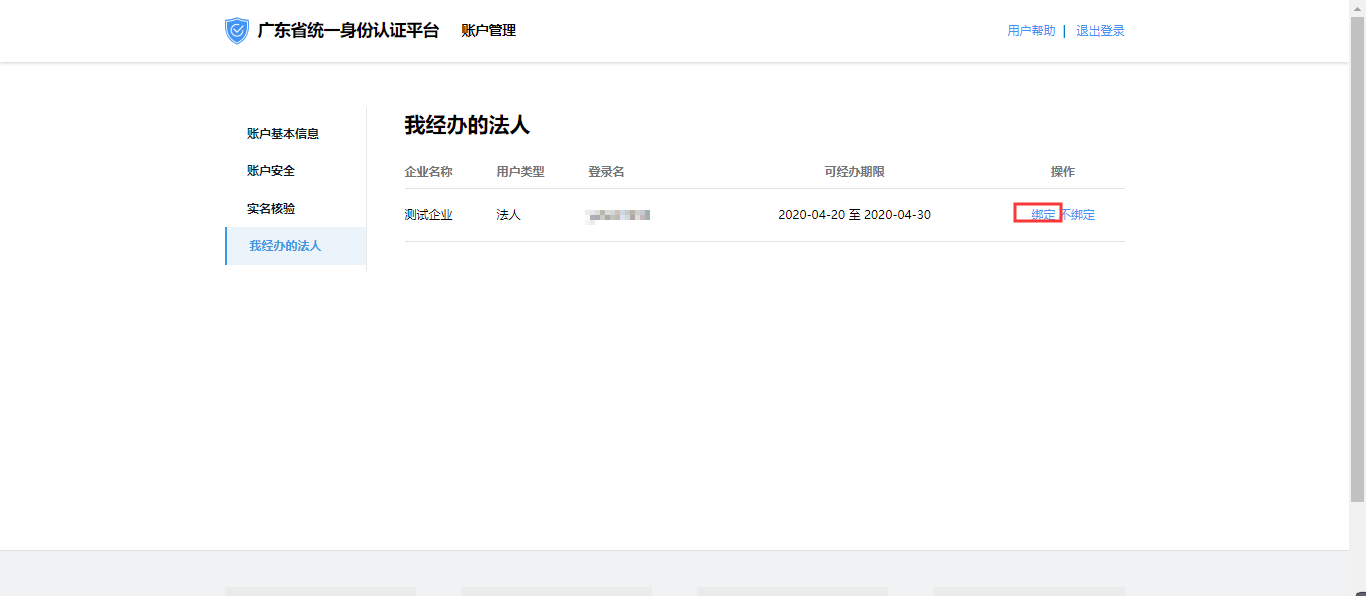 广东省统一身份认证平台 账户管理 用户帮助 | 退出登录
账户基本信息
账户安全
实名核验
我经办的法人
我经办的法人
企业名称 用户类型 登录名 可经办期限 操作
测试企业 法人 2020-04-20 至 2020-04-30 绑定 不绑定